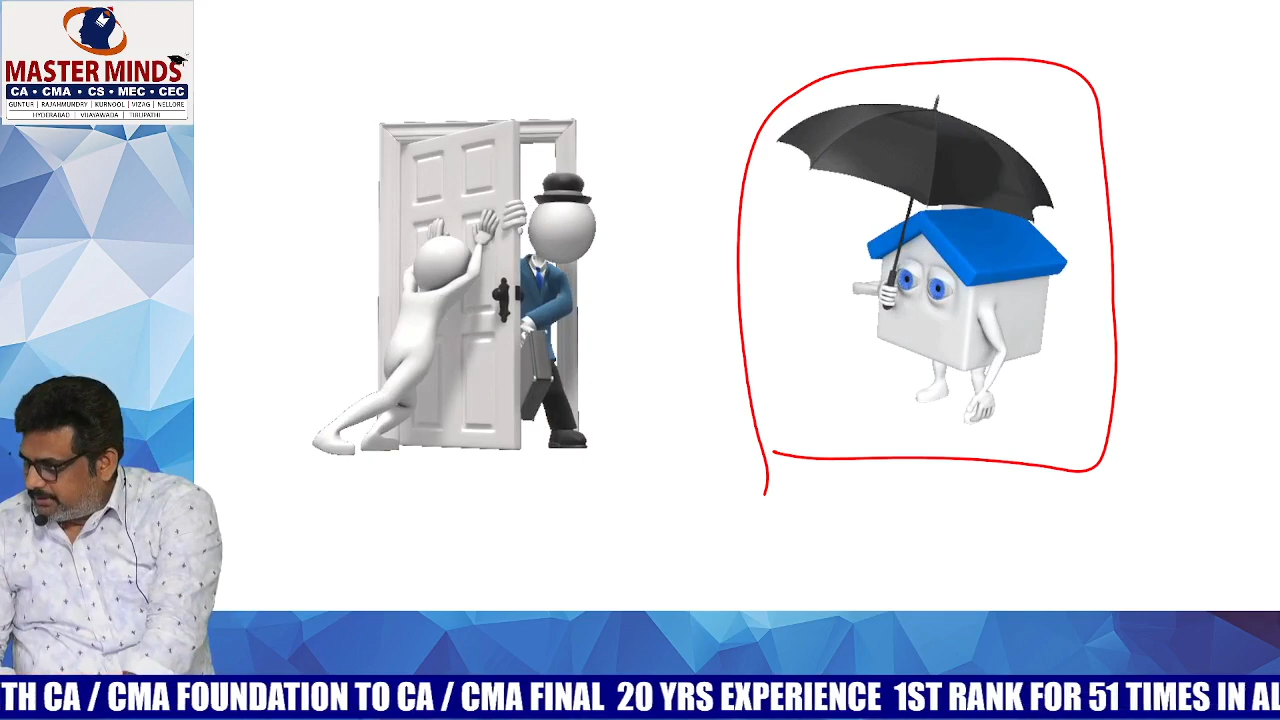 MASTER MINDS
CA • CMA • CS • MEC • CEC
GUNTUR | RAJAHMUNDRY | KURNOOL | VIZAG | NELLORE
HYDERABAD | VIJAYAWADA | TIRUPATHI
TH CA / CMA FOUNDATION TO CA / CMA FINAL 20 YRS EXPERIENCE 1ST RANK FOR 51 TIMES IN AL